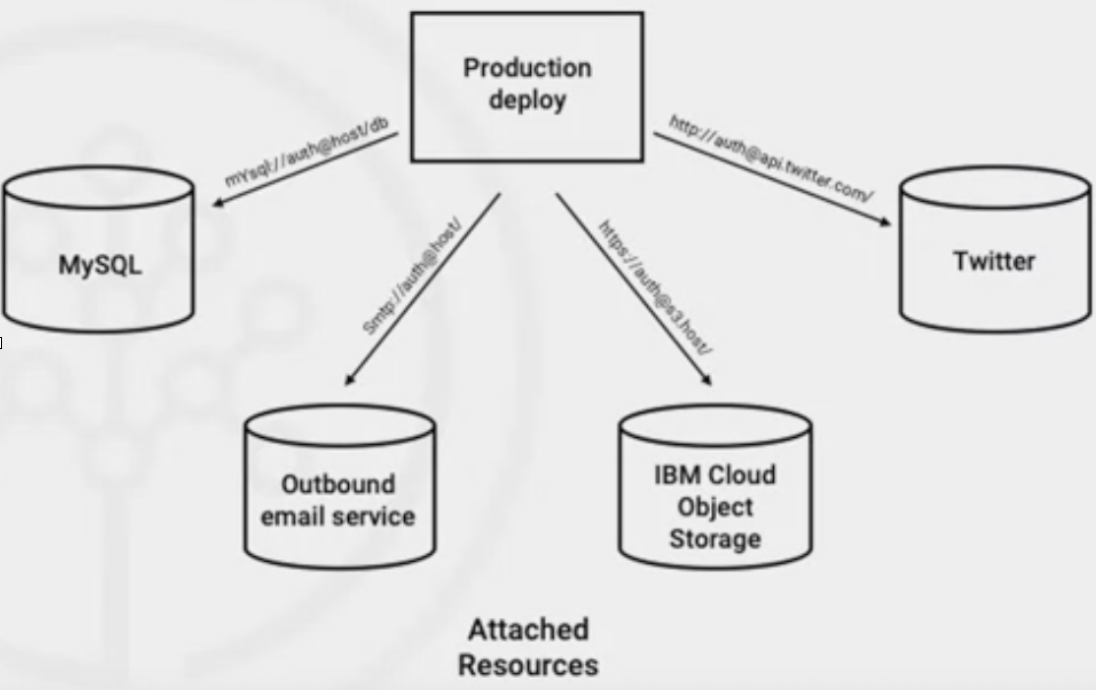 Production
deploy
mYsql://auth@host/db
http://auth@api.twitter.com/
Smtp://auth@host/
https://auth@s3.host/
MySQL
Twitter
Outbound
email service
IBM Cloud
Object
Storage
Attached
Resources